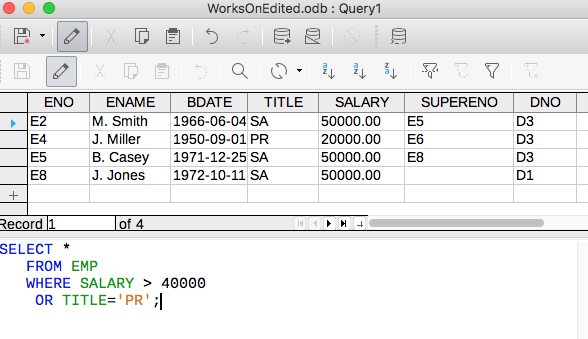 WorksOnEdited.odb : Query1
ENO ENAME BDATE TITLE SALARY SUPERENO DNO
E2 M. Smith 1966-06-04 SA 50000.00 E5 D3
E4 J. Miller 1950-09-01 PR 20000.00 E6 D3
E5 B. Casey 1971-12-25 SA 50000.00 E8 D3
E8 J. Jones 1972-10-11 SA 50000.00 D1
Record 1 of 4
SELECT *
FROM EMP
WHERE SALARY > 40000
OR TITLE='PR';